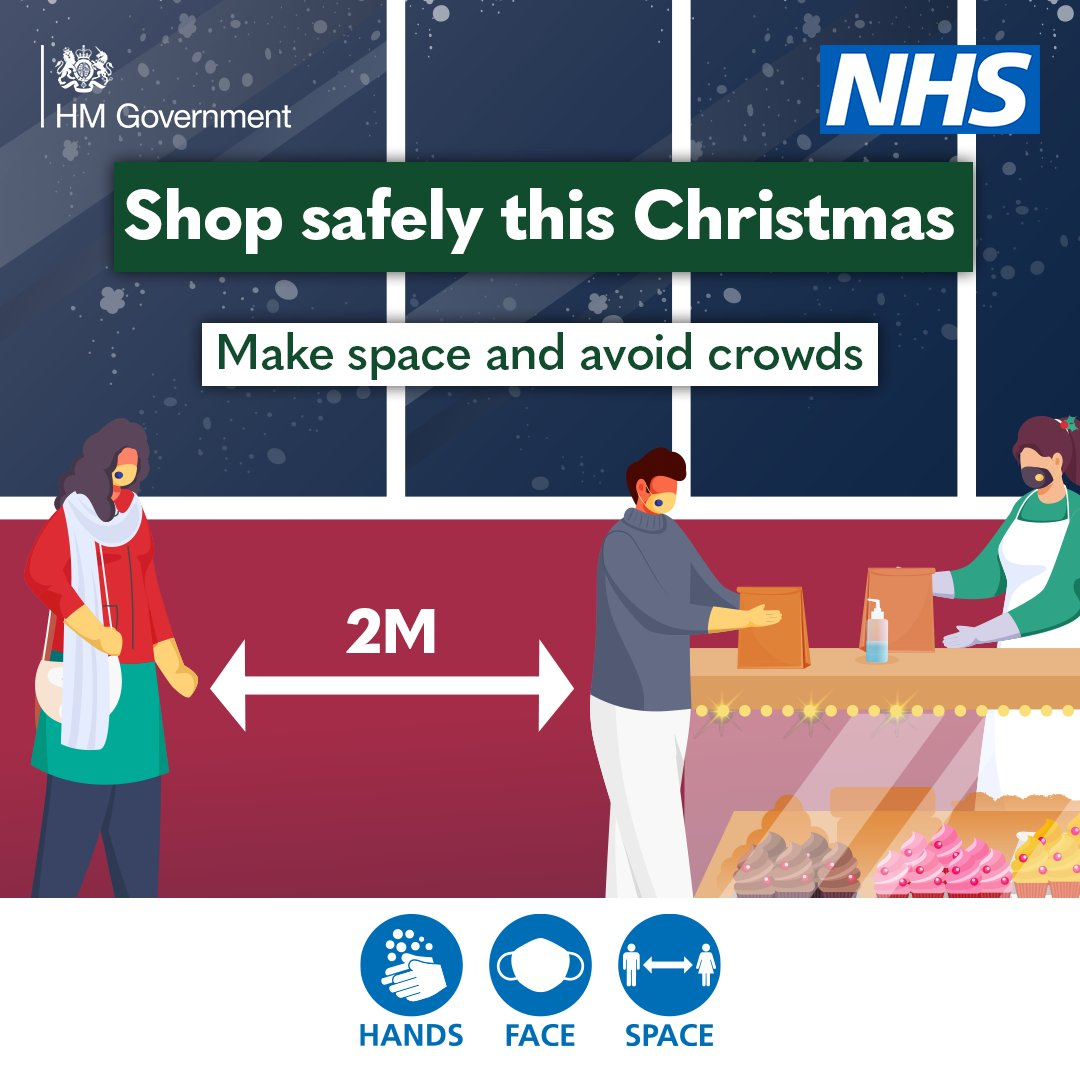 HM Government
NHS
Shop safely this Christmas
Make space and avoid crowds
2M
HANDS FACE SPACE